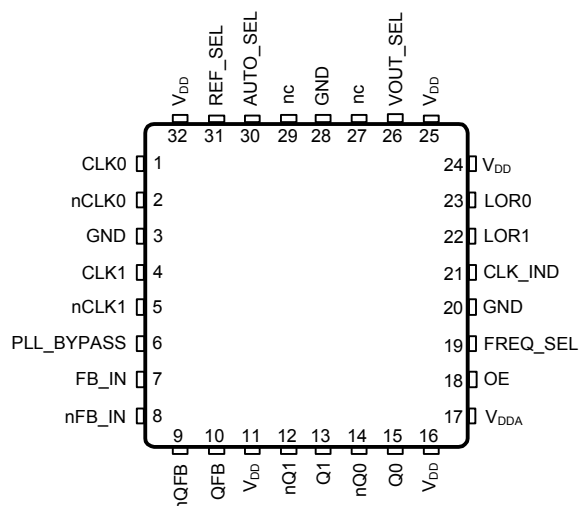 VDD
REF_SEL
AUTO_SEL
nc
GND
nc
VOUT_SEL
VDD
32 31 30 29 28 27 26 25
CLK0 1
nCLK0 2
GND 3
CLK1 4
nCLK1 5
PLL_BYPASS 6
FB_IN 7
nFB_IN 8
24 VDD
23 LOR0
22 LOR1
21 CLK_IND
20 GND
19 FREQ_SEL
18 OE
17 VDDA
9 10 11 12 13 14 15 16
nQFB
QFB
VDD
nQ1
Q1
nQ0
Q0
VDD